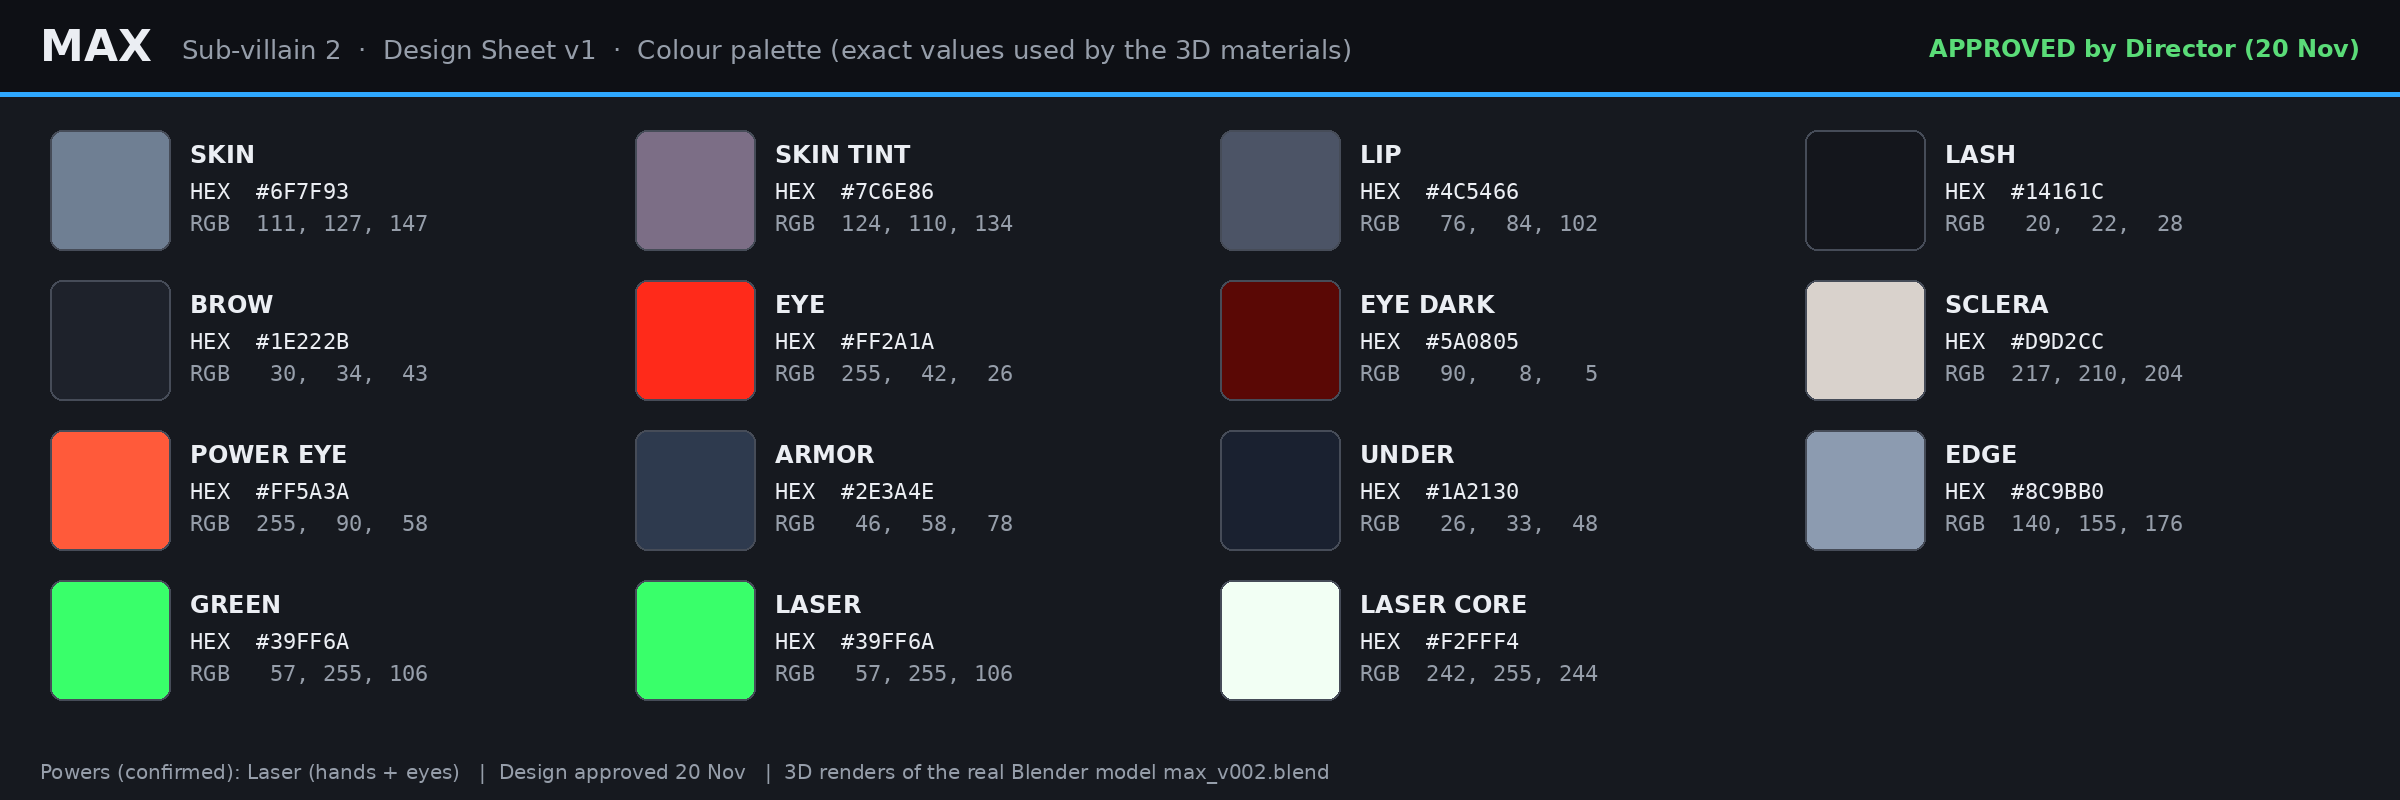 MAX Sub-villain 2 · Design Sheet v1 · Colour palette (exact values used by the 3D materials) APPROVED by Director (20 Nov)
SKIN
HEX #6F7F93
RGB 111, 127, 147
SKIN TINT
HEX #7C6E86
RGB 124, 110, 134
LIP
HEX #4C5466
RGB 76, 84, 102
LASH
HEX #14161C
RGB 20, 22, 28
BROW
HEX #1E222B
RGB 30, 34, 43
EYE
HEX #FF2A1A
RGB 255, 42, 26
EYE DARK
HEX #5A0805
RGB 90, 8, 5
SCLERA
HEX #D9D2CC
RGB 217, 210, 204
POWER EYE
HEX #FF5A3A
RGB 255, 90, 58
ARMOR
HEX #2E3A4E
RGB 46, 58, 78
UNDER
HEX #1A2130
RGB 26, 33, 48
EDGE
HEX #8C9BB0
RGB 140, 155, 176
GREEN
HEX #39FF6A
RGB 57, 255, 106
LASER
HEX #39FF6A
RGB 57, 255, 106
LASER CORE
HEX #F2FFF4
RGB 242, 255, 244
Powers (confirmed): Laser (hands + eyes) | Design approved 20 Nov | 3D renders of the real Blender model max_v002.blend